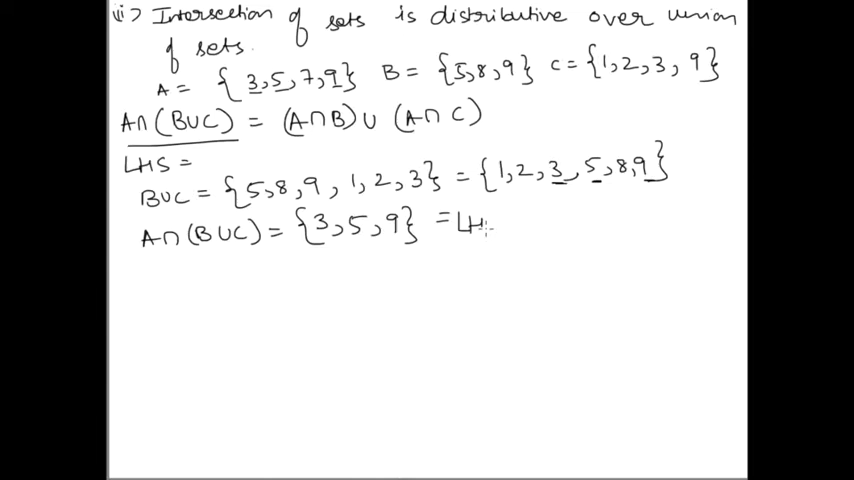 ii) Intersection of sets is distributive over union
of sets.
A = {3, 5, 7, 9} B = {5, 8, 9} C = {1, 2, 3, 9}
A∩(B∪C) = (A∩B)∪(A∩C)
LHS =
B∪C = {5, 8, 9, 1, 2, 3} = {1, 2, 3, 5, 8, 9}
A∩(B∪C) = {3, 5, 9} = LH